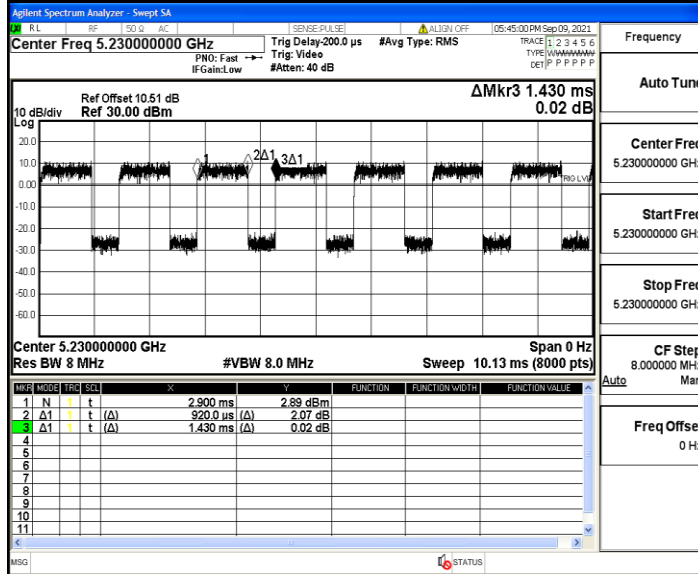 Agilent Spectrum Analyzer - Swept SA
RL RF 50 Ω AC SENSE:PULSE ALIGN OFF 05:45:00 PM Sep 09, 2021
Center Freq 5.230000000 GHz
PNO: Fast
IFGain:Low
Trig Delay-200.0 µs
Trig: Video
#Atten: 40 dB
#Avg Type: RMS
TRACE 1 2 3 4 5 6
TYPE WWWWWW
DET P P P P P P
ΔMkr3 1.430 ms
0.02 dB
Ref Offset 10.51 dB
10 dB/div Ref 30.00 dBm
Log
20.0
10.0
0.00
-10.0
-20.0
-30.0
-40.0
-50.0
-60.0
1
2Δ1
3Δ1
TRIG LVL
Center 5.230000000 GHz Span 0 Hz
Res BW 8 MHz #VBW 8.0 MHz Sweep 10.13 ms (8000 pts)
MKR MODE TRC SCL X Y FUNCTION FUNCTION WIDTH FUNCTION VALUE
1 N 1 t 2.900 ms 2.89 dBm
2 Δ1 1 t (Δ) 920.0 µs (Δ) 2.07 dB
3 Δ1 1 t (Δ) 1.430 ms (Δ) 0.02 dB
4
5
6
7
8
9
10
11
MSG STATUS
Frequency
Auto Tune
Center Freq
5.230000000 GHz
Start Freq
5.230000000 GHz
Stop Freq
5.230000000 GHz
CF Step
8.000000 MHz
Auto Man
Freq Offset
0 Hz